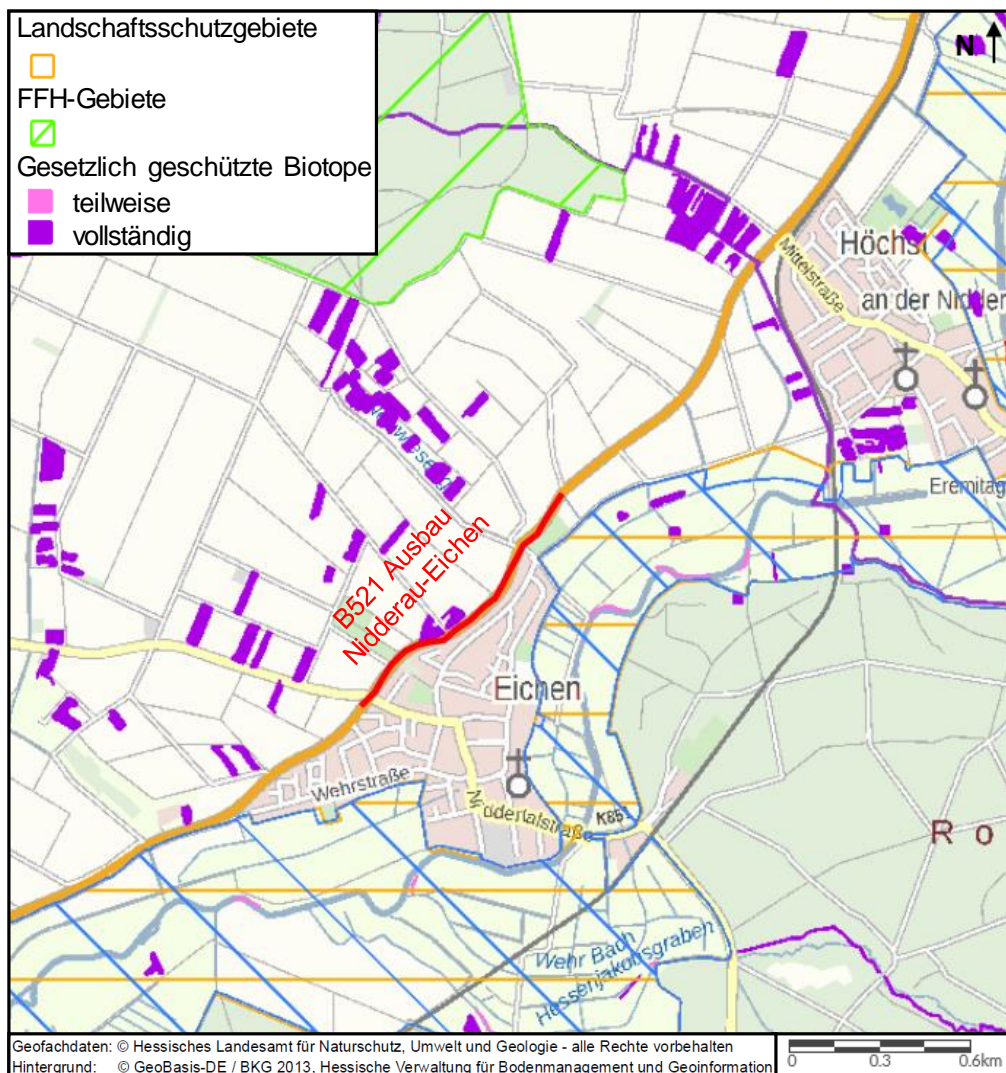 Landschaftsschutzgebiete
FFH-Gebiete
Gesetzlich geschützte Biotope
teilweise
vollständig
N
Höchst
an der Nidder
Mittelstraße
Eremitag
B521 Ausbau
Nidderau-Eichen
Eichen
Wehrstraße
Niddertalstraße
K851
R o
Wehr Bach
Hessenjakobsgraben
Geofachdaten: © Hessisches Landesamt für Naturschutz, Umwelt und Geologie - alle Rechte vorbehalten
Hintergrund: © GeoBasis-DE / BKG 2013, Hessische Verwaltung für Bodenmanagement und Geoinformation
0 0.3 0.6km